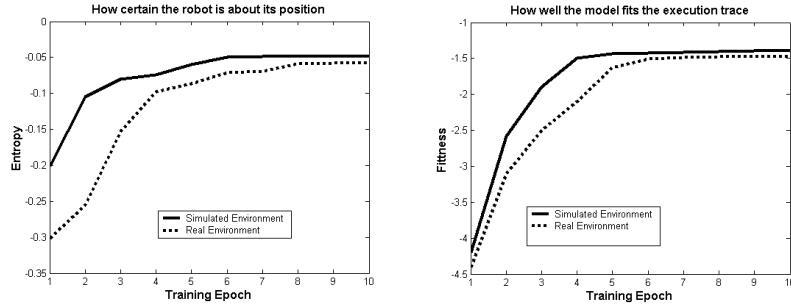 How certain the robot is about its position
0
-0.05
-0.1
-0.15
-0.2
-0.25
-0.3
-0.35
Entropy
Simulated Environment
Real Environment
1 2 3 4 5 6 7 8 9 10
Training Epoch
How well the model fits the execution trace
-1
-1.5
-2
-2.5
-3
-3.5
-4
-4.5
Fittness
Simulated Environment
Real Environment
1 2 3 4 5 6 7 8 9 10
Training Epoch